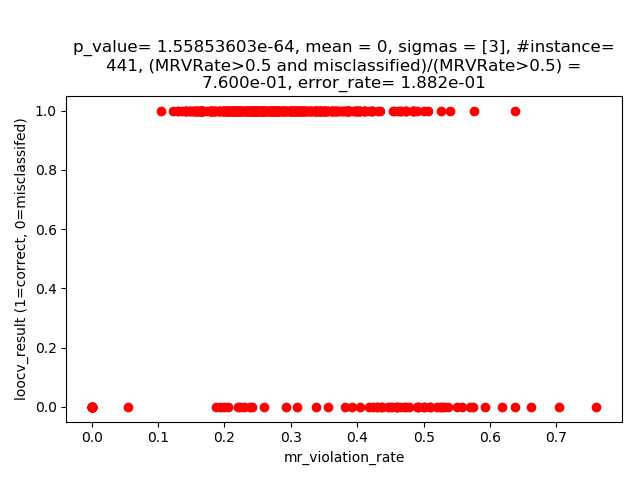 p_value= 1.55853603e-64, mean = 0, sigmas = [3], #instance=
441, (MRVRate>0.5 and misclassified)/(MRVRate>0.5) =
7.600e-01, error_rate= 1.882e-01
loocv_result (1=correct, 0=misclassifed)
1.0
0.8
0.6
0.4
0.2
0.0
0.0 0.1 0.2 0.3 0.4 0.5 0.6 0.7
mr_violation_rate